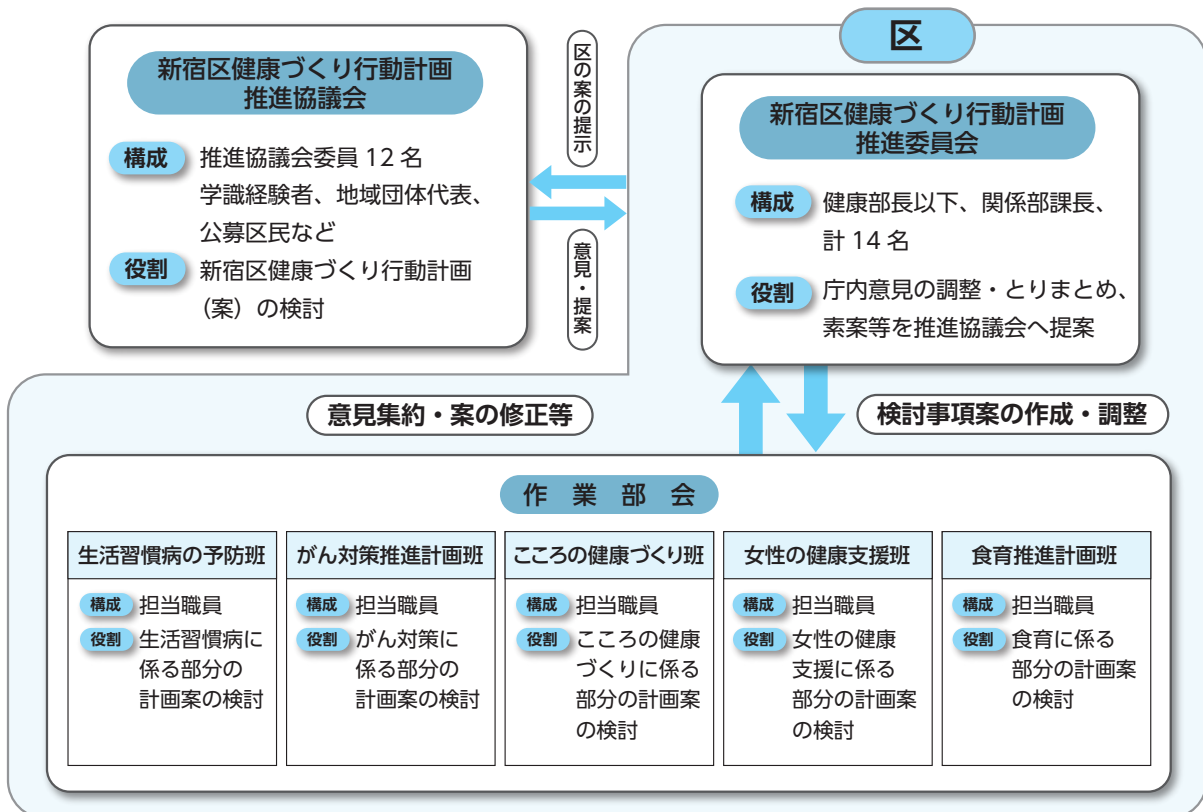 新宿区健康づくり行動計画
推進協議会
構成 推進協議会委員 12 名
学識経験者、地域団体代表、
公募区民など
役割 新宿区健康づくり行動計画
（案）の検討
区の案の提示
意見・提案
区
新宿区健康づくり行動計画
推進委員会
構成 健康部長以下、関係部課長、
計 14 名
役割 庁内意見の調整・とりまとめ、
素案等を推進協議会へ提案
意見集約・案の修正等
検討事項案の作成・調整
作業部会
生活習慣病の予防班
構成 担当職員
役割 生活習慣病に
係る部分の
計画案の検討
がん対策推進計画班
構成 担当職員
役割 がん対策に
係る部分の
計画案の検討
こころの健康づくり班
構成 担当職員
役割 こころの健康
づくりに係る
部分の計画案
の検討
女性の健康支援班
構成 担当職員
役割 女性の健康
支援に係る
部分の計画案
の検討
食育推進計画班
構成 担当職員
役割 食育に係る
部分の計画案
の検討